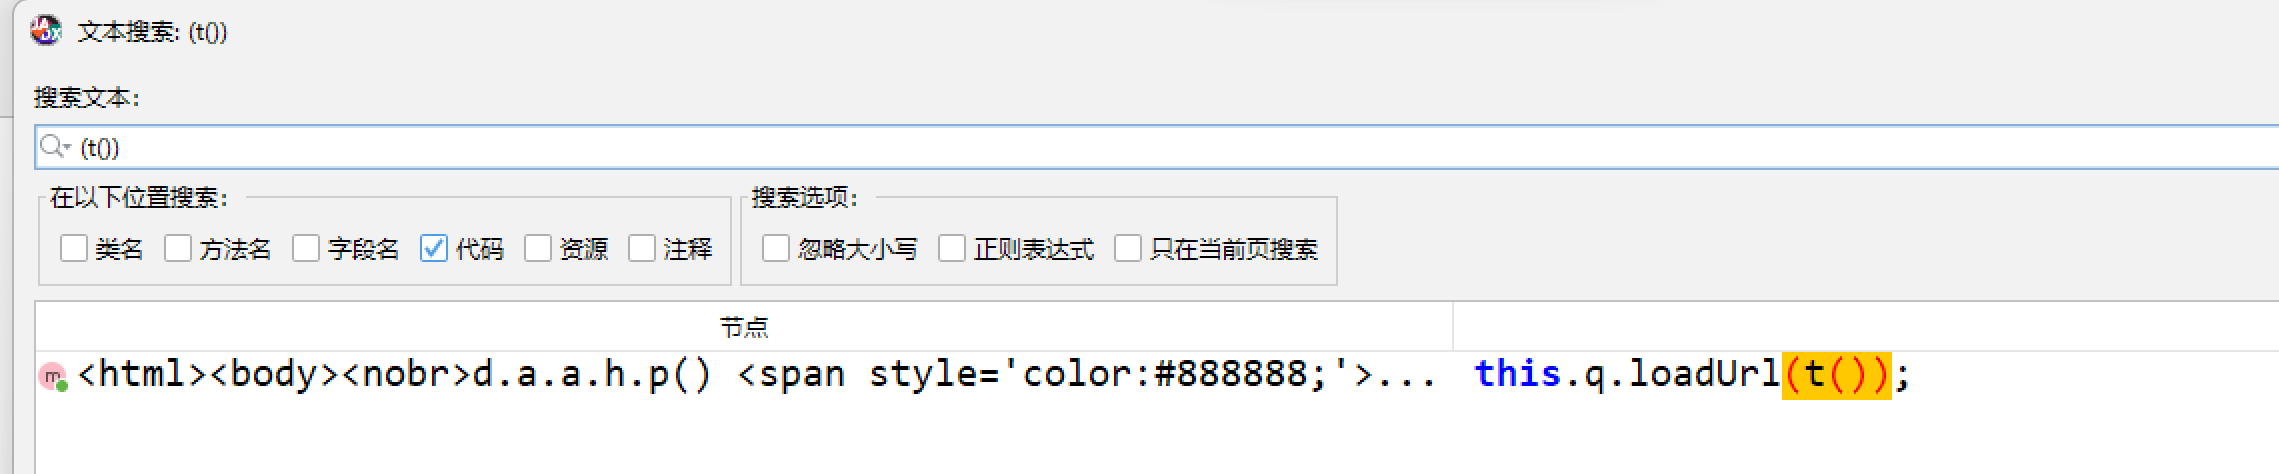 文本搜索: (t())
搜索文本:
(t())
在以下位置搜索: 搜索选项:
类名 方法名 字段名 代码 资源 注释 忽略大小写 正则表达式 只在当前页搜索
节点
m <html><body><nobr>d.a.a.h.p() <span style='color:#888888;'>... this.q.loadUrl(t());